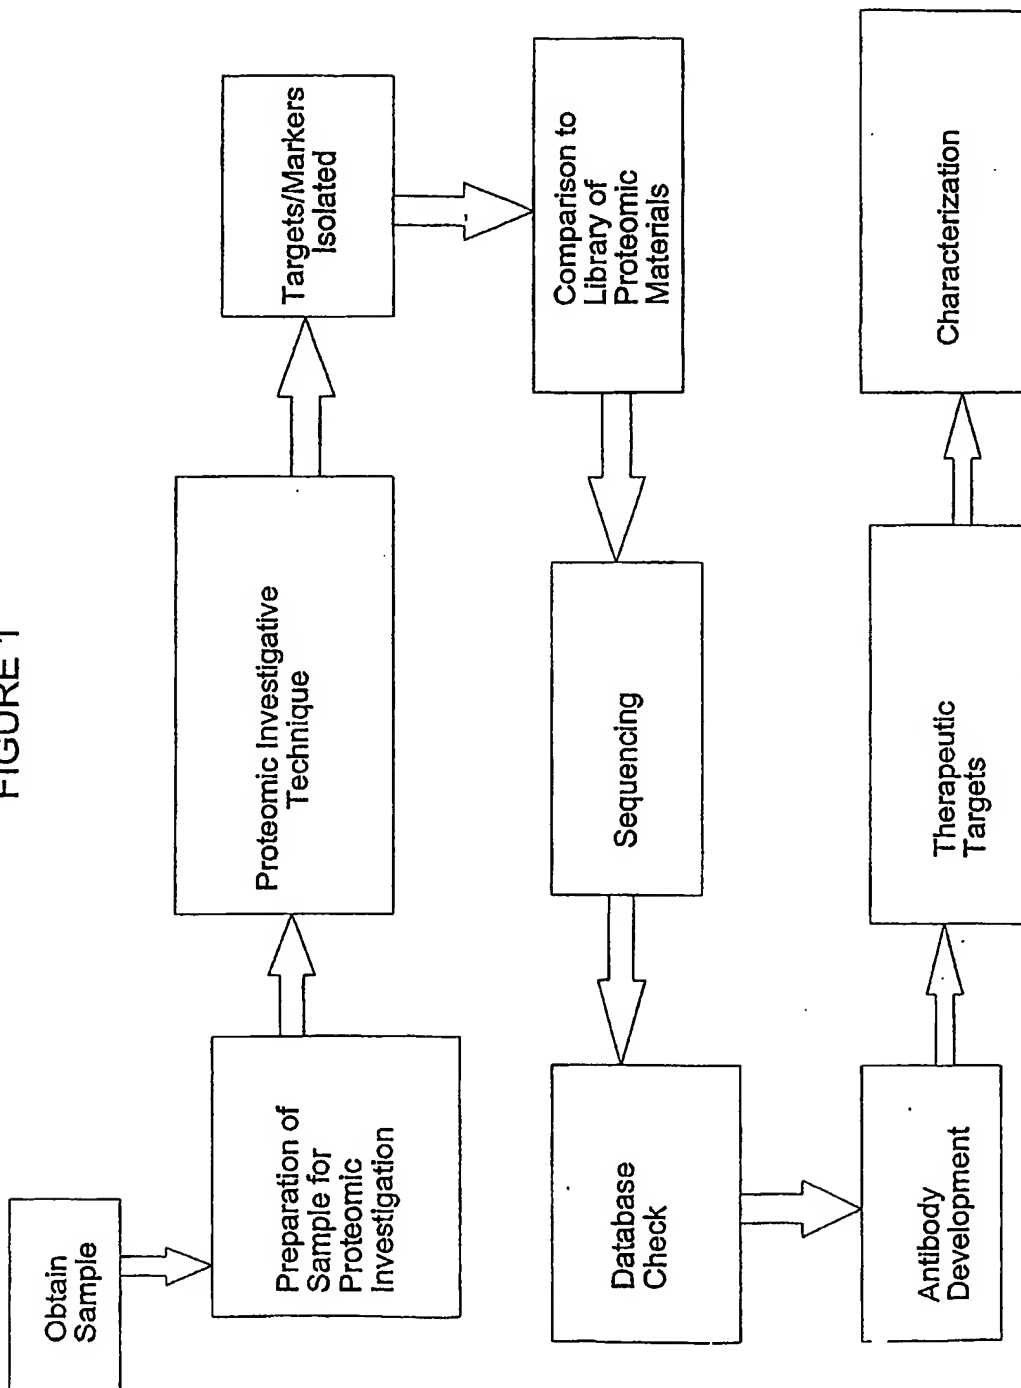 FIGURE 1
Obtain
Sample
Preparation of
Sample for
Proteomic
Investigation
Proteomic Investigative
Technique
Targets/Markers
Isolated
Comparison to
Library of
Proteomic
Materials
Sequencing
Database
Check
Antibody
Development
Therapeutic
Targets
Characterization